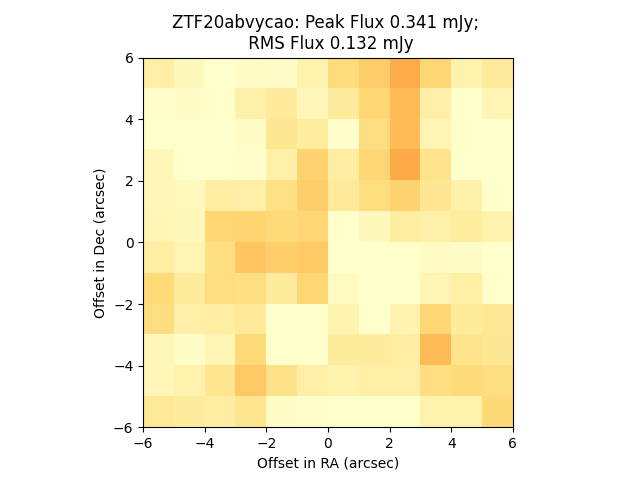 ZTF20abvycao: Peak Flux 0.341 mJy;
RMS Flux 0.132 mJy
6
4
2
0
−2
−4
−6
Offset in Dec (arcsec)
−6 −4 −2 0 2 4 6
Offset in RA (arcsec)